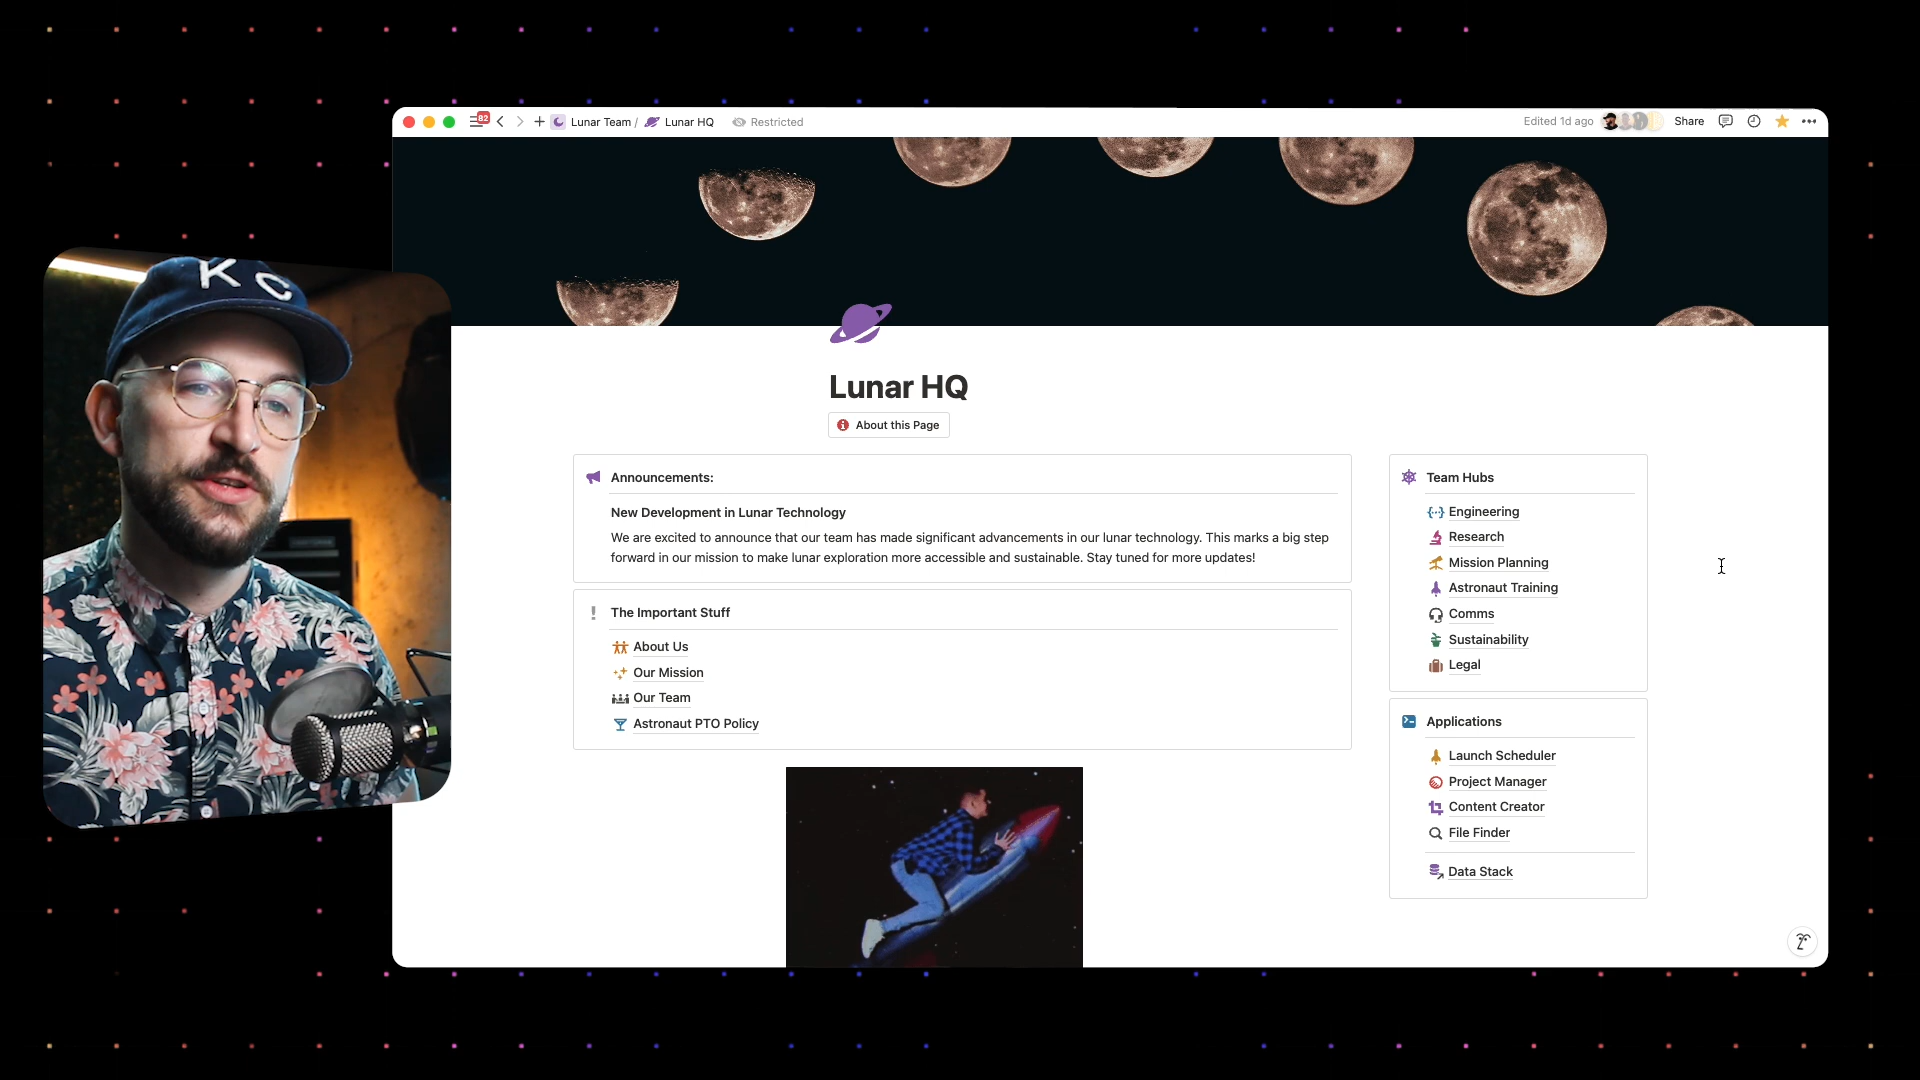 82
Lunar Team / Lunar HQ Restricted
Edited 1d ago Share
KC
Lunar HQ
About this Page
Announcements:
New Development in Lunar Technology
We are excited to announce that our team has made significant advancements in our lunar technology. This marks a big step
forward in our mission to make lunar exploration more accessible and sustainable. Stay tuned for more updates!
The Important Stuff
About Us
Our Mission
Our Team
Astronaut PTO Policy
Team Hubs
Engineering
Research
Mission Planning
Astronaut Training
Comms
Sustainability
Legal
Applications
Launch Scheduler
Project Manager
Content Creator
File Finder
Data Stack